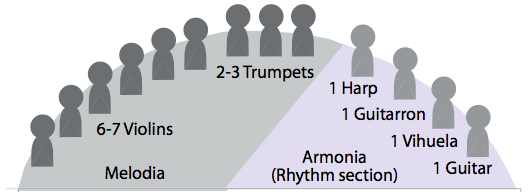 2-3 Trumpets
6-7 Violins
Melodia
1 Harp
1 Guitarron
1 Vihuela
1 Guitar
Armonia
(Rhythm section)